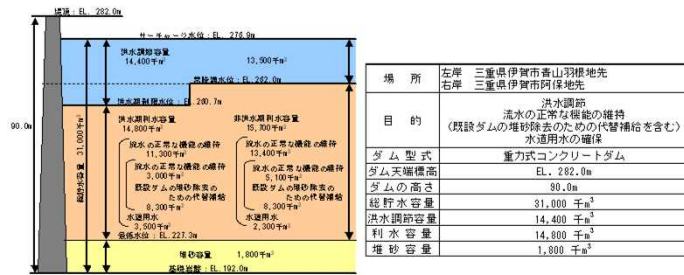 堤頂：EL. 282.0m
サーチャージ水位：EL. 276.9m
洪水調節容量
14,400千m³
13,500千m³
常時満水位：EL.262.0m
洪水期制限水位：EL.260.7m
90.0m
総貯水容量
31,000千m³
洪水期利水容量
14,800千m³
流水の正常な機能の維持
11,300千m³
流水の正常な機能の維持
3,000千m³
既設ダムの堆砂除去の
ための代替補給
8,300千m³
水道用水
3,500千m³
非洪水期利水容量
15,700千m³
流水の正常な機能の維持
13,400千m³
流水の正常な機能の維持
5,100千m³
既設ダムの堆砂除去の
ための代替補給
8,300千m³
水道用水
2,300千m³
最低水位：EL.227.3m
堆砂容量 1,800千m³
基礎岩盤：EL.192.0m
場所 左岸 三重県伊賀市青山羽根地先
右岸 三重県伊賀市阿保地先
目的 洪水調節
流水の正常な機能の維持
(既設ダムの堆砂除去のための代替補給を含む)
水道用水の確保
ダム型式 重力式コンクリートダム
ダム天端標高 EL. 282.0m
ダムの高さ 90.0m
総貯水容量 31,000 千m³
洪水調節容量 14,400 千m³
利水容量 14,800 千m³
堆砂容量 1,800 千m³